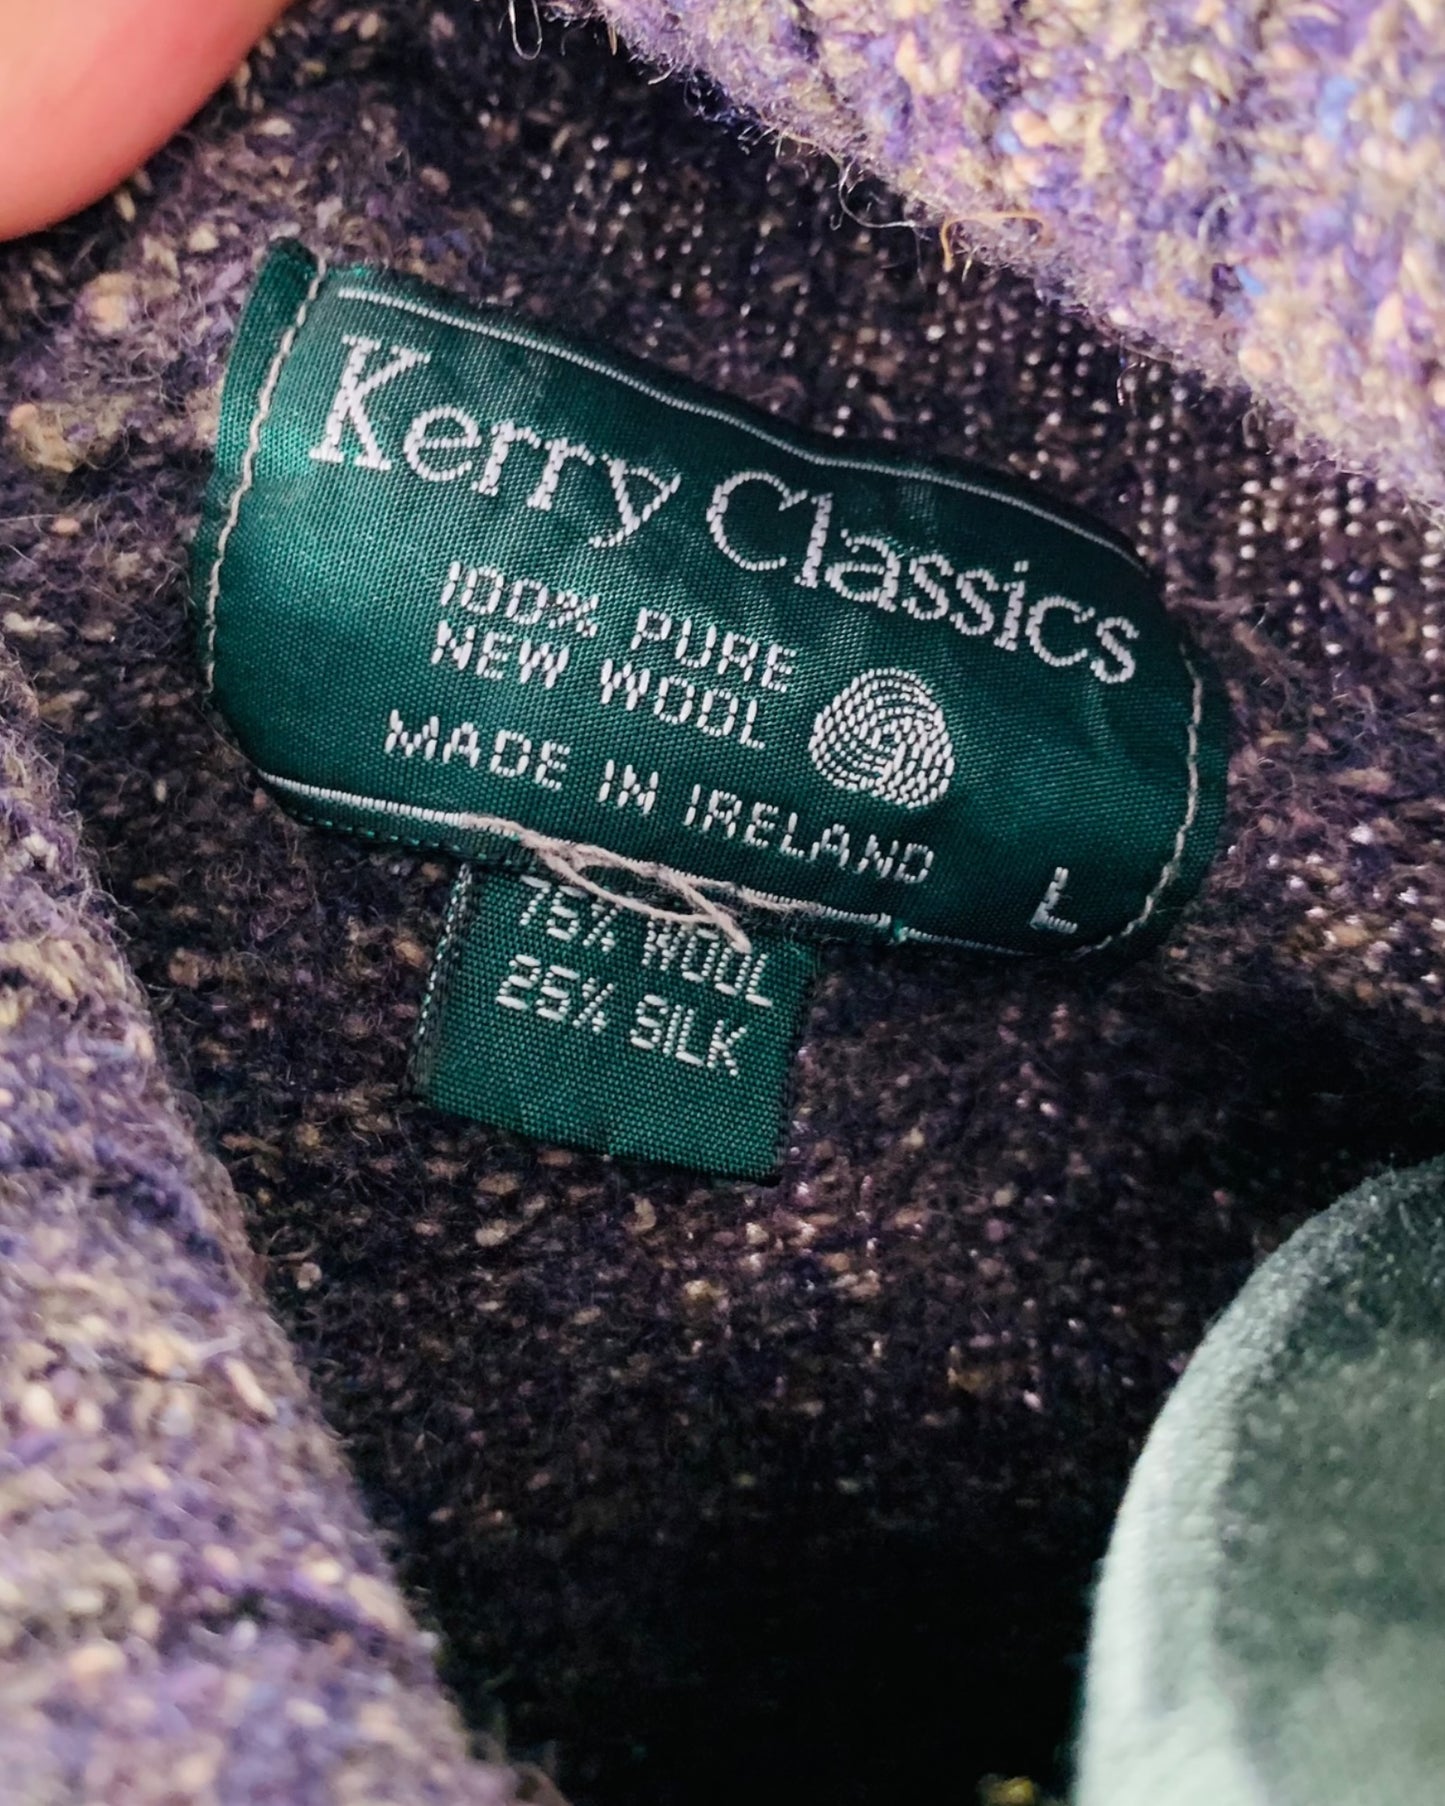 Kerry Classics
100% PURE
NEW WOOL
MADE IN IRELAND
L
75% WOOL
25% SILK